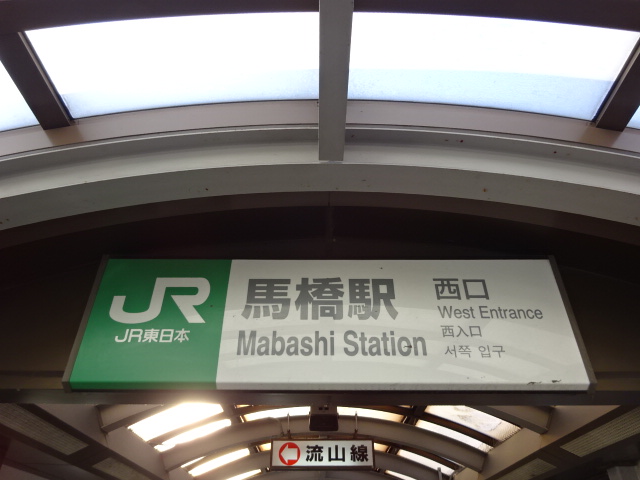 JR
JR東日本
馬橋駅
Mabashi Station
西口
West Entrance
西入口
서쪽 입구
流山線